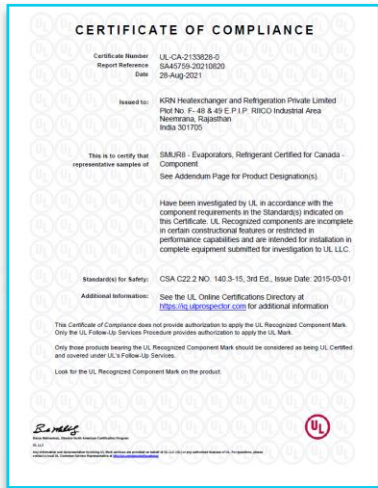 CERTIFICATE OF COMPLIANCE
Certificate Number UL-CA-2133828-0
Report Reference SA45759-20210820
Date 28-Aug-2021
Issued to: KRN Heatexchanger and Refrigeration Private Limited
Plot No. F- 48 & 49 E.P.I.P. RIICO Industrial Area
Neemrana, Rajasthan
India 301705
This is to certify that representative samples of SMUR8 - Evaporators, Refrigerant Certified for Canada -
Component
See Addendum Page for Product Designation(s).
Have been investigated by UL in accordance with the
component requirements in the Standard(s) indicated on
this Certificate. UL Recognized components are incomplete
in certain constructional features or restricted in
performance capabilities and are intended for installation in
complete equipment submitted for investigation to UL LLC.
Standard(s) for Safety: CSA C22.2 NO. 140.3-15, 3rd Ed., Issue Date: 2015-03-01
Additional Information: See the UL Online Certifications Directory at
https://iq.ulprospector.com for additional information
This Certificate of Compliance does not provide authorization to apply the UL Recognized Component Mark.
Only the UL Follow-Up Services Procedure provides authorization to apply the UL Mark.
Only those products bearing the UL Recognized Component Mark should be considered as being UL Certified
and covered under UL's Follow-Up Services.
Look for the UL Recognized Component Mark on the product.
UL